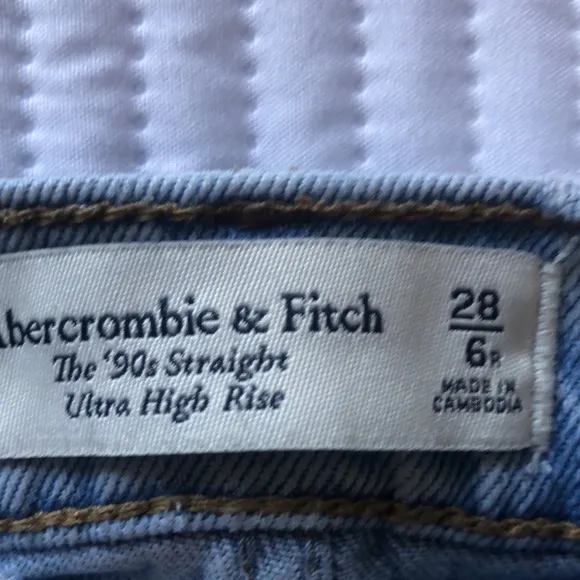 Abercrombie & Fitch
The ‘90s Straight
Ultra High Rise
28
6R
MADE IN
CAMBODIA